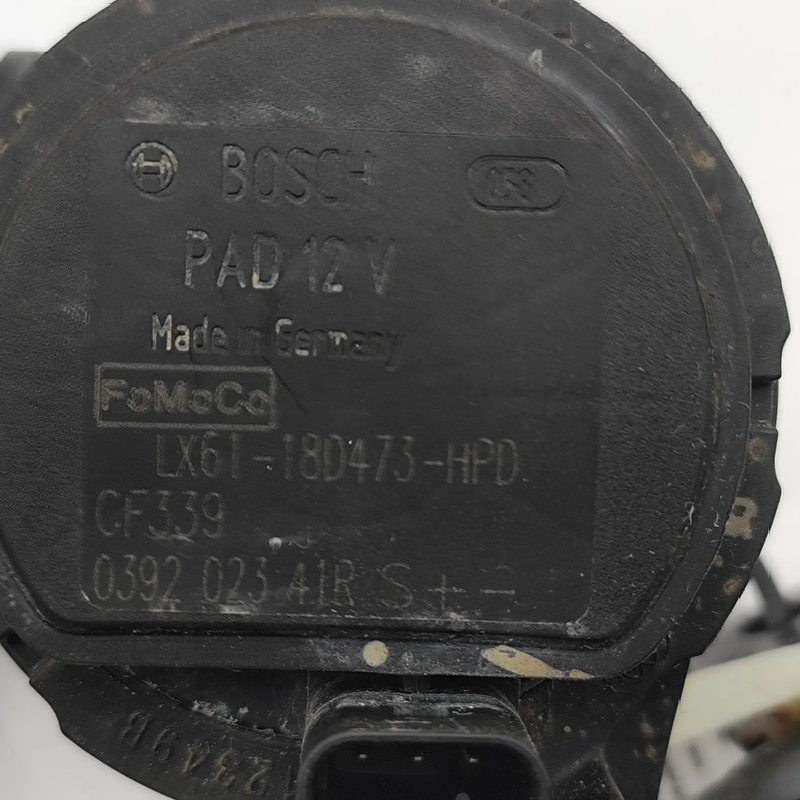 BOSCH
PAD 12 V
Made in Germany
FoMoCo
LX61-18D473-HPD
CF339
0392 023 41R S + -